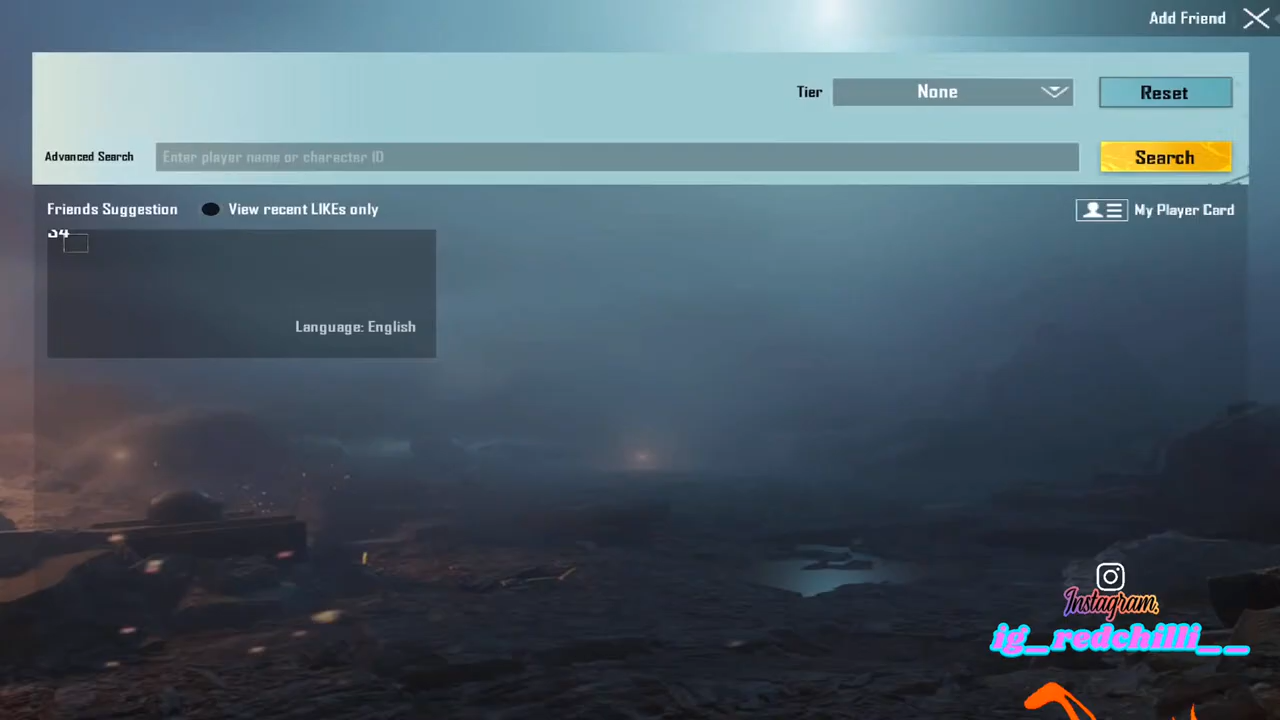 Add Friend
Tier
None
Reset
Advanced Search
Enter player name or character ID
Search
Friends Suggestion
View recent LIKEs only
My Player Card
Language: English
Instagram
ig_redchilli__